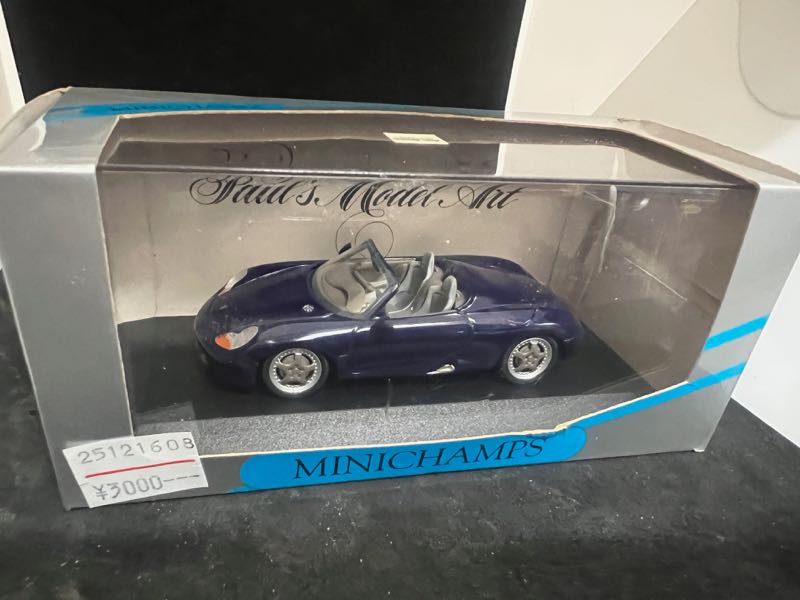 Paul's Model Art
MINICHAMPS
25121608
¥3000---